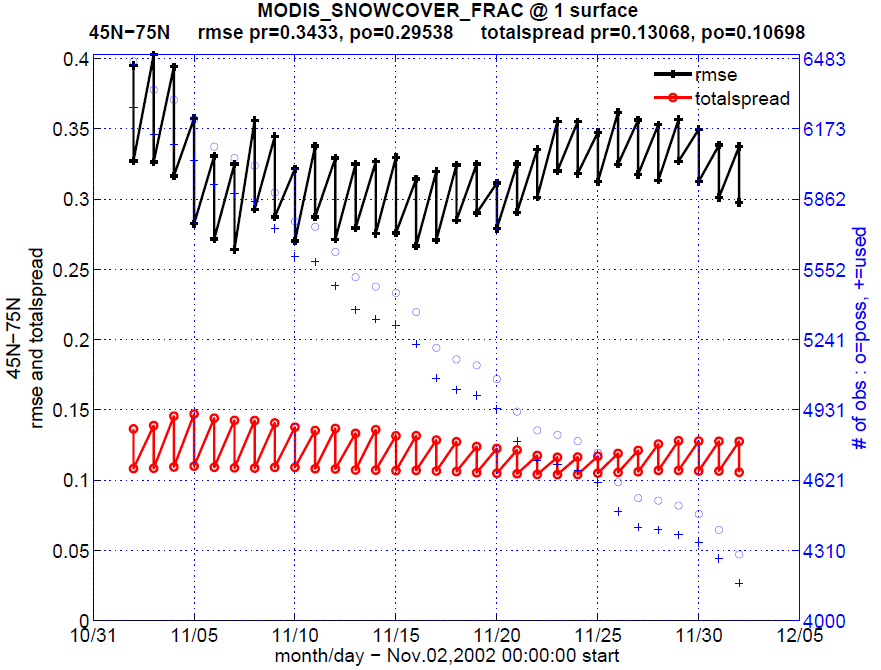 MODIS_SNOWCOVER_FRAC @ 1 surface
45N−75N rmse pr=0.3433, po=0.29538 totalspread pr=0.13068, po=0.10698
rmse
totalspread
0.4
0.35
0.3
0.25
0.2
0.15
0.1
0.05
0
45N−75N
rmse and totalspread
6483
6173
5862
5552
5241
4931
4621
4310
4000
# of obs : o=poss, +=used
10/31 11/05 11/10 11/15 11/20 11/25 11/30 12/05
month/day − Nov.02,2002 00:00:00 start